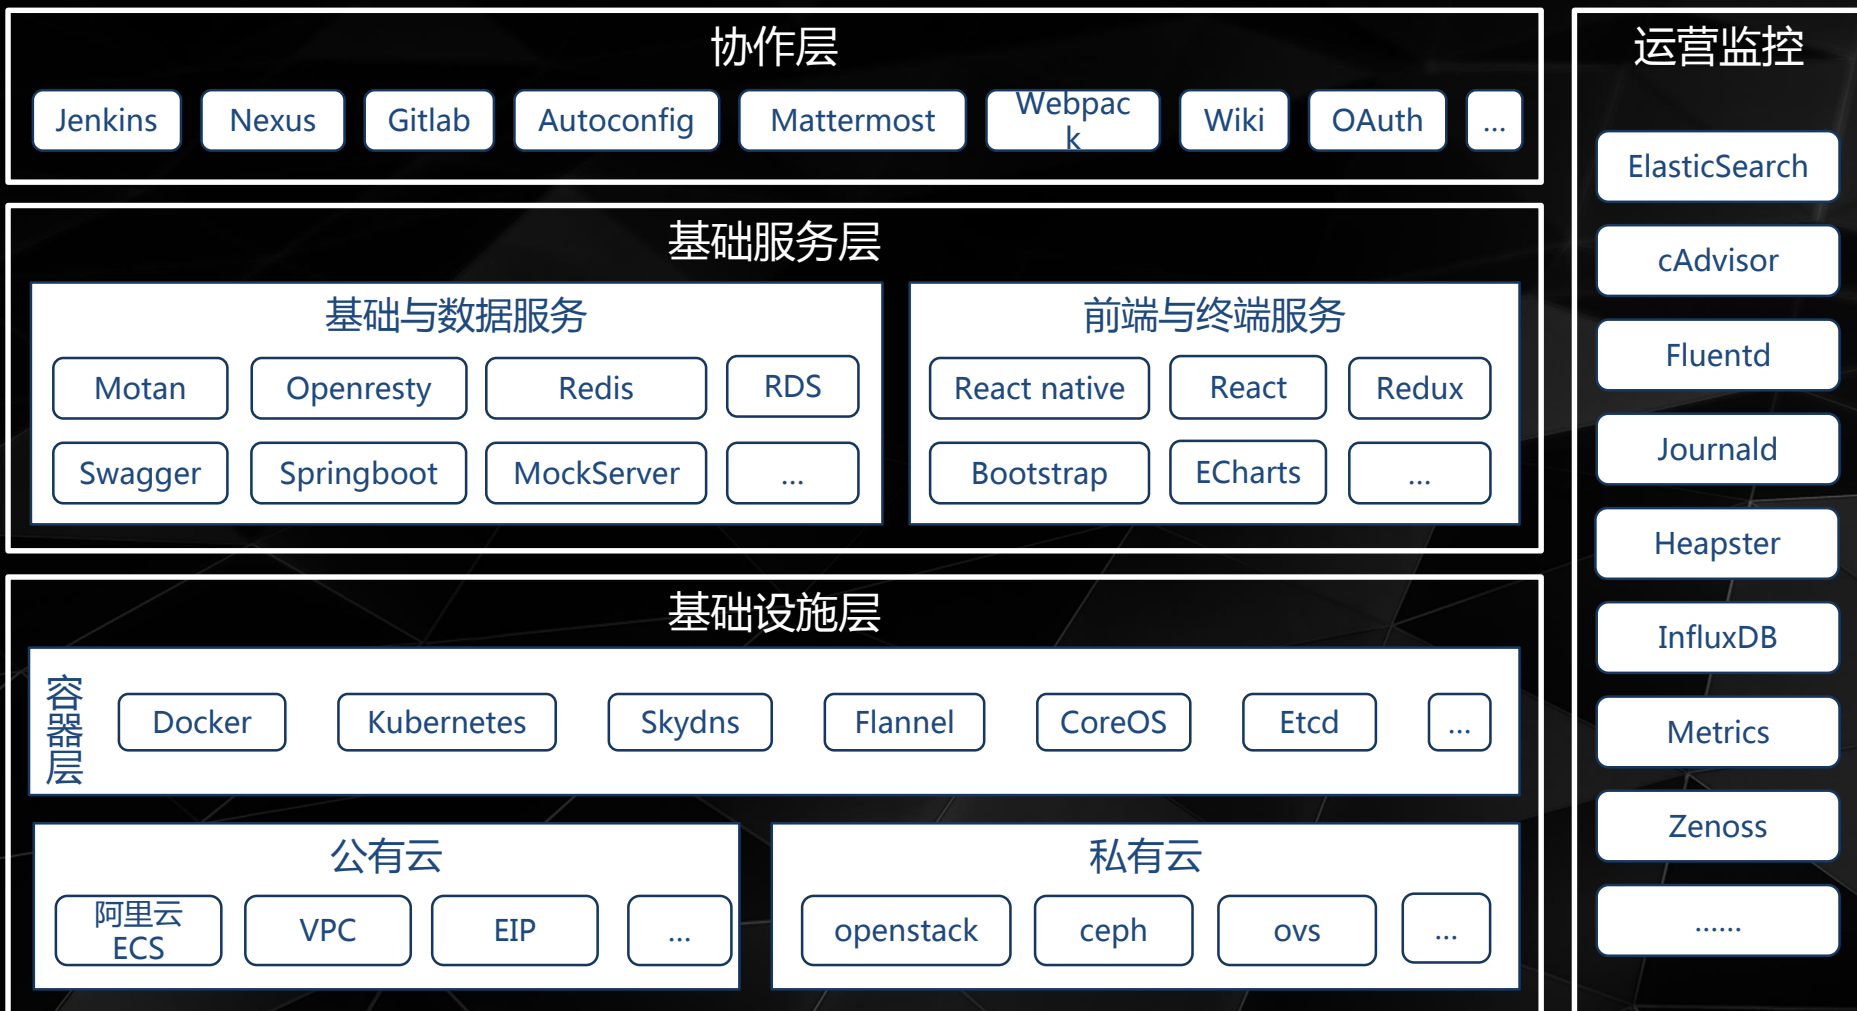 协作层
Jenkins
Nexus
Gitlab
Autoconfig
Mattermost
Webpac
k
Wiki
OAuth
...
基础服务层
基础与数据服务
Motan
Openresty
Redis
RDS
Swagger
Springboot
MockServer
...
前端与终端服务
React native
React
Redux
Bootstrap
ECharts
...
基础设施层
容器层
Docker
Kubernetes
Skydns
Flannel
CoreOS
Etcd
...
公有云
阿里云
ECS
VPC
EIP
...
私有云
openstack
ceph
ovs
...
运营监控
ElasticSearch
cAdvisor
Fluentd
Journald
Heapster
InfluxDB
Metrics
Zenoss
......